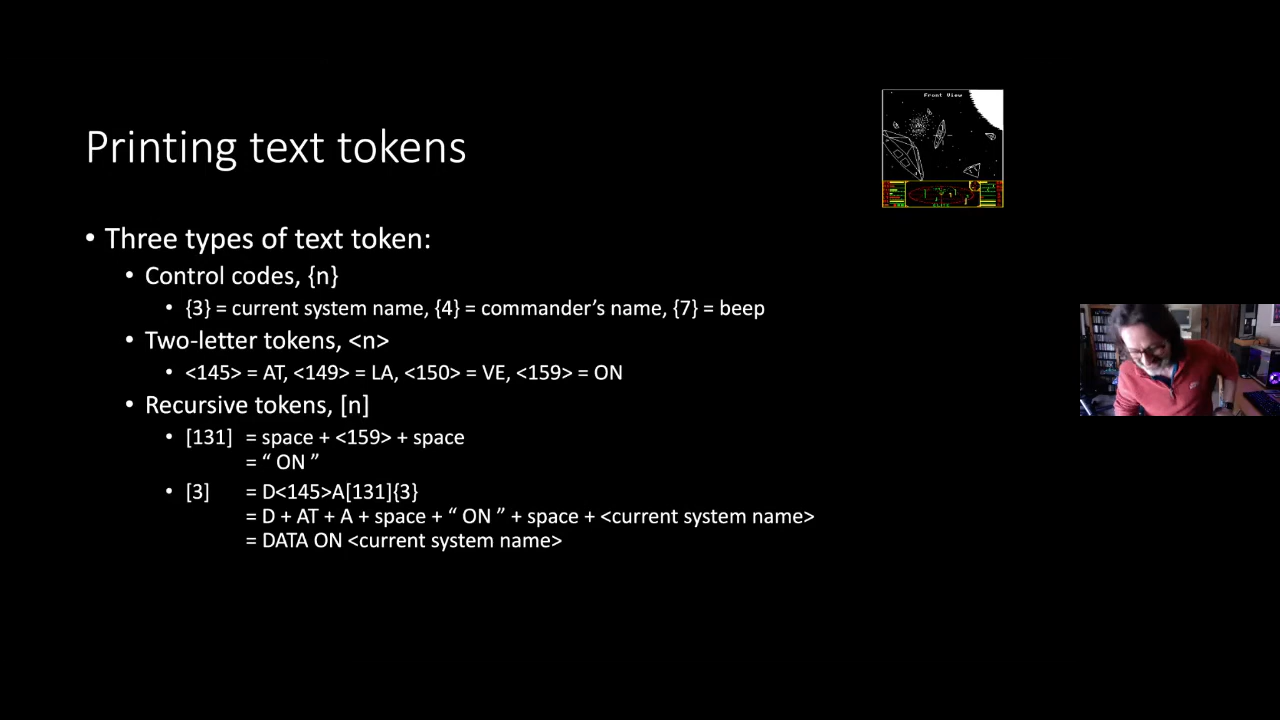 Front View
Printing text tokens
• Three types of text token:
• Control codes, {n}
• {3} = current system name, {4} = commander’s name, {7} = beep
• Two-letter tokens, <n>
• <145> = AT, <149> = LA, <150> = VE, <159> = ON
• Recursive tokens, [n]
• [131] = space + <159> + space
= “ ON ”
• [3] = D<145>A[131]{3}
= D + AT + A + space + “ ON ” + space + <current system name>
= DATA ON <current system name>